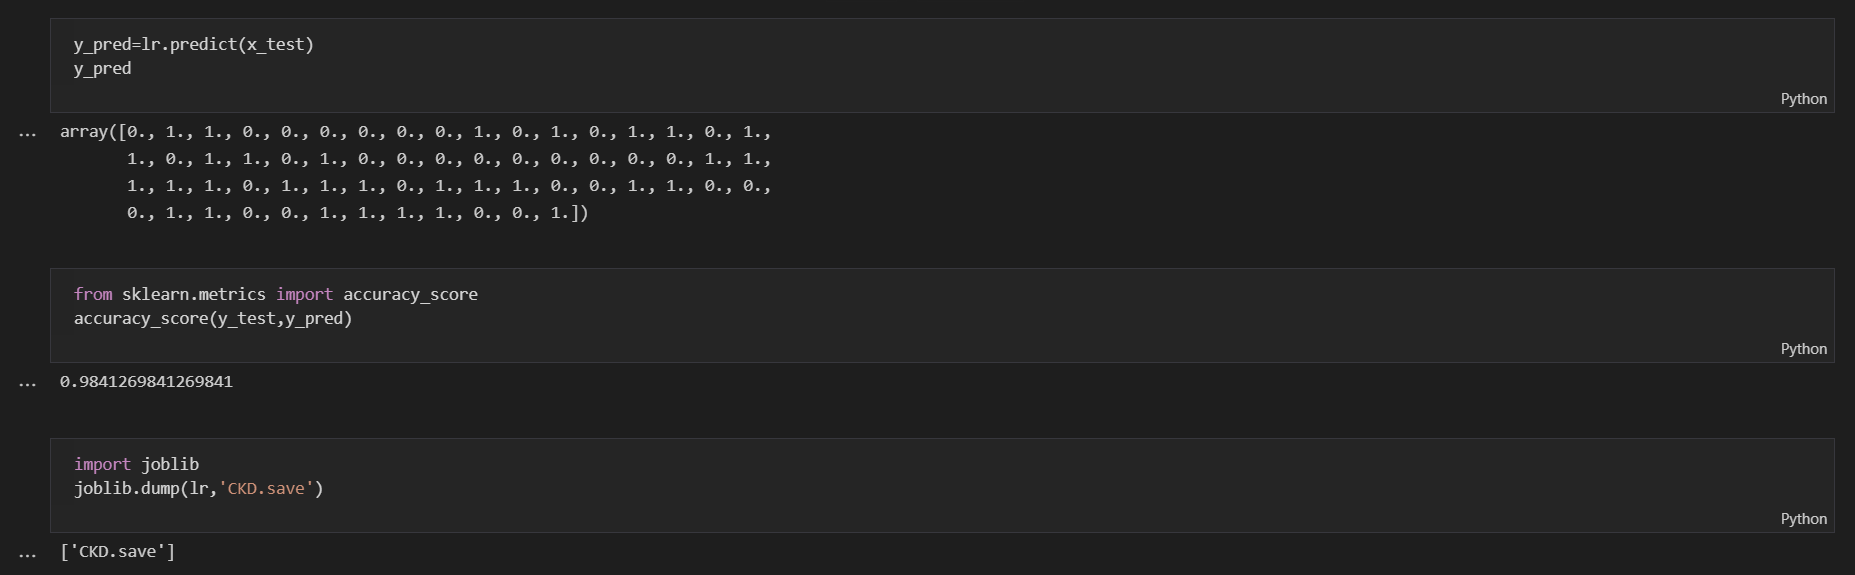 y_pred=lr.predict(x_test)
y_pred
Python
... array([0., 1., 1., 0., 0., 0., 0., 0., 0., 1., 0., 1., 0., 1., 1., 0., 1.,
1., 0., 1., 1., 0., 1., 0., 0., 0., 0., 0., 0., 0., 0., 0., 1., 1.,
1., 1., 1., 0., 1., 1., 1., 0., 1., 1., 1., 0., 0., 1., 1., 0., 0.,
0., 1., 1., 0., 0., 1., 1., 1., 1., 0., 0., 1.])
from sklearn.metrics import accuracy_score
accuracy_score(y_test,y_pred)
Python
... 0.9841269841269841
import joblib
joblib.dump(lr,'CKD.save')
Python
... ['CKD.save']